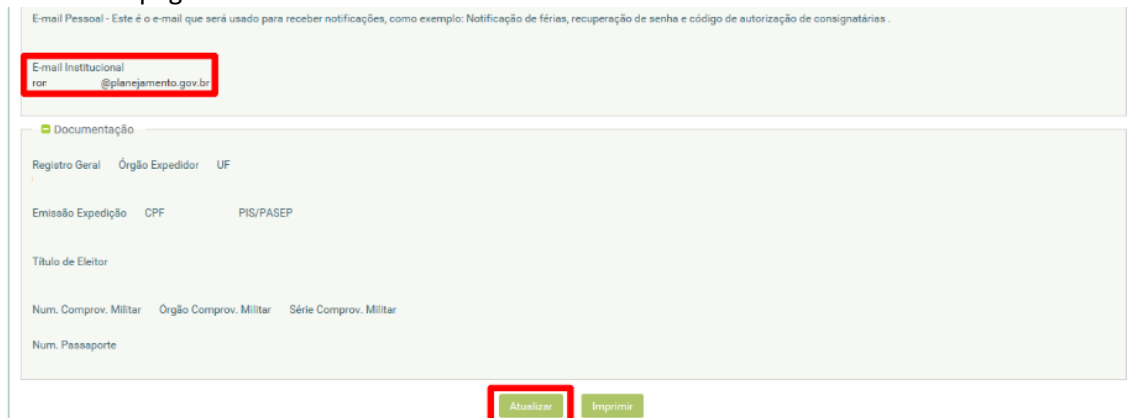 E-mail Pessoal - Este é o e-mail que será usado para receber notificações, como exemplo: Notificação de férias, recuperação de senha e código de autorização de consignatárias .
E-mail Institucional
ror @planejamento.gov.br
Documentação
Registro Geral Órgão Expedidor UF
Emissão Expedição CPF PIS/PASEP
Título de Eleitor
Num. Comprov. Militar Órgão Comprov. Militar Série Comprov. Militar
Num. Passaporte
Atualizar Imprimir